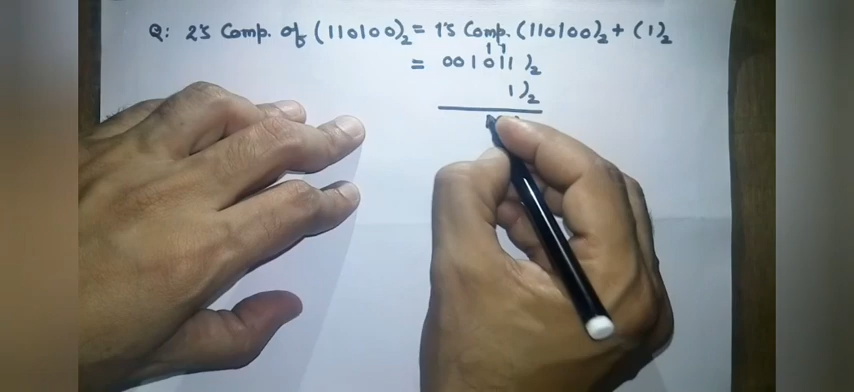 Q: 2's Comp. of (110100)₂ = 1's Comp. (110100)₂ + (1)₂
1 1
= 001011)₂
1)₂